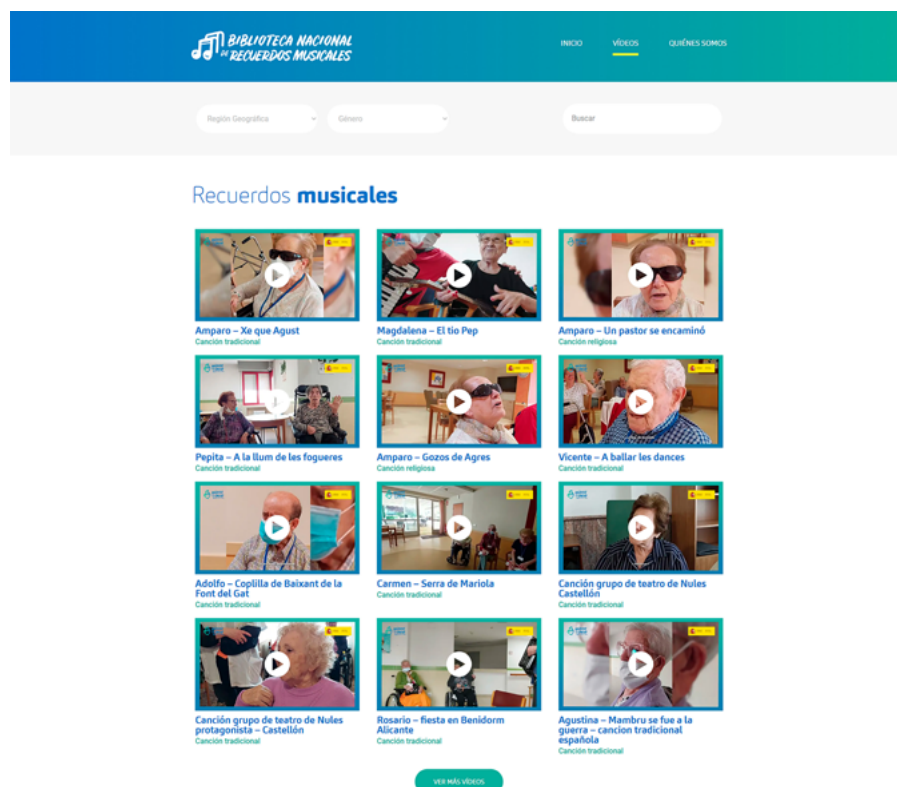 BIBLIOTECA NACIONAL
DE RECUERDOS MUSICALES
INICIO
VÍDEOS
QUIÉNES SOMOS
Región Geográfica
Género
Buscar
Recuerdos musicales
Amparo – Xe que Agust
Canción tradicional
Magdalena – El tio Pep
Canción tradicional
Amparo – Un pastor se encaminó
Canción religiosa
Pepita – A la llum de les fogueres
Canción tradicional
Amparo – Gozos de Agres
Canción religiosa
Vicente – A ballar les dances
Canción tradicional
Adolfo – Coplilla de Baixant de la
Font del Gat
Canción tradicional
Carmen – Serra de Mariola
Canción tradicional
Canción grupo de teatro de Nules
Castellón
Canción tradicional
Canción grupo de teatro de Nules
protagonista – Castellón
Canción tradicional
Rosario – fiesta en Benidorm
Alicante
Canción tradicional
Agustina – Mambru se fue a la
guerra – cancion tradicional
española
Canción tradicional
VER MÁS VÍDEOS